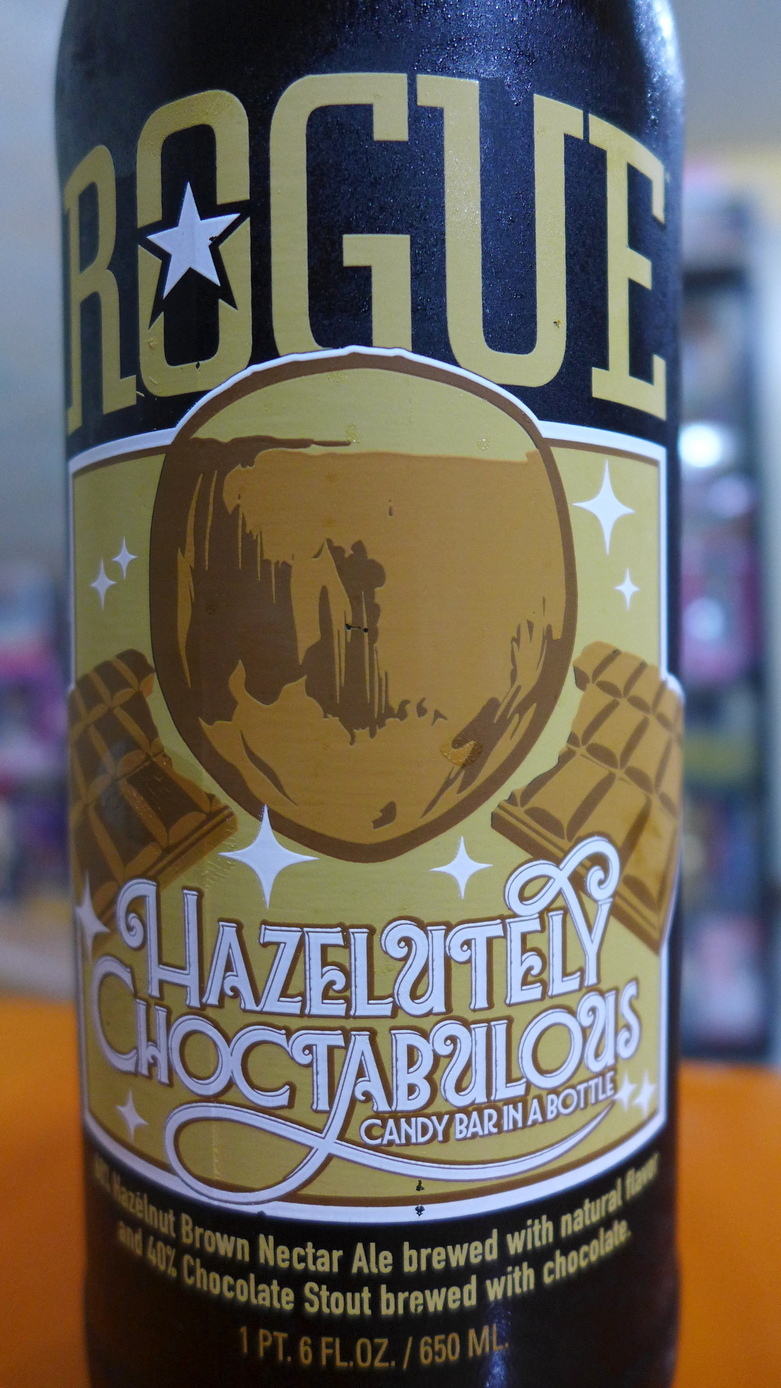 ROGUE
HAZELUTELY
CHOCTABULOUS
CANDY BAR IN A BOTTLE
Hazelnut Brown Nectar Ale brewed with natural flavor
and 40% Chocolate Stout brewed with chocolate.
1 PT. 6 FL.OZ. / 650 ML.